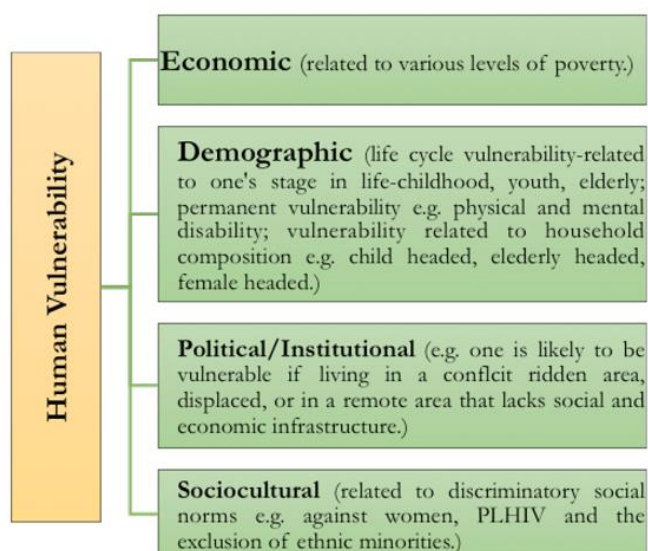 Human Vulnerability
Economic (related to various levels of poverty.)
Demographic (life cycle vulnerability-related
to one's stage in life-childhood, youth, elderly;
permanent vulnerability e.g. physical and mental
disability; vulnerability related to household
composition e.g. child headed, elederly headed,
female headed.)
Political/Institutional (e.g. one is likely to be
vulnerable if living in a conflcit ridden area,
displaced, or in a remote area that lacks social and
economic infrastructure.)
Sociocultural (related to discriminatory social
norms e.g. against women, PLHIV and the
exclusion of ethnic minorities.)